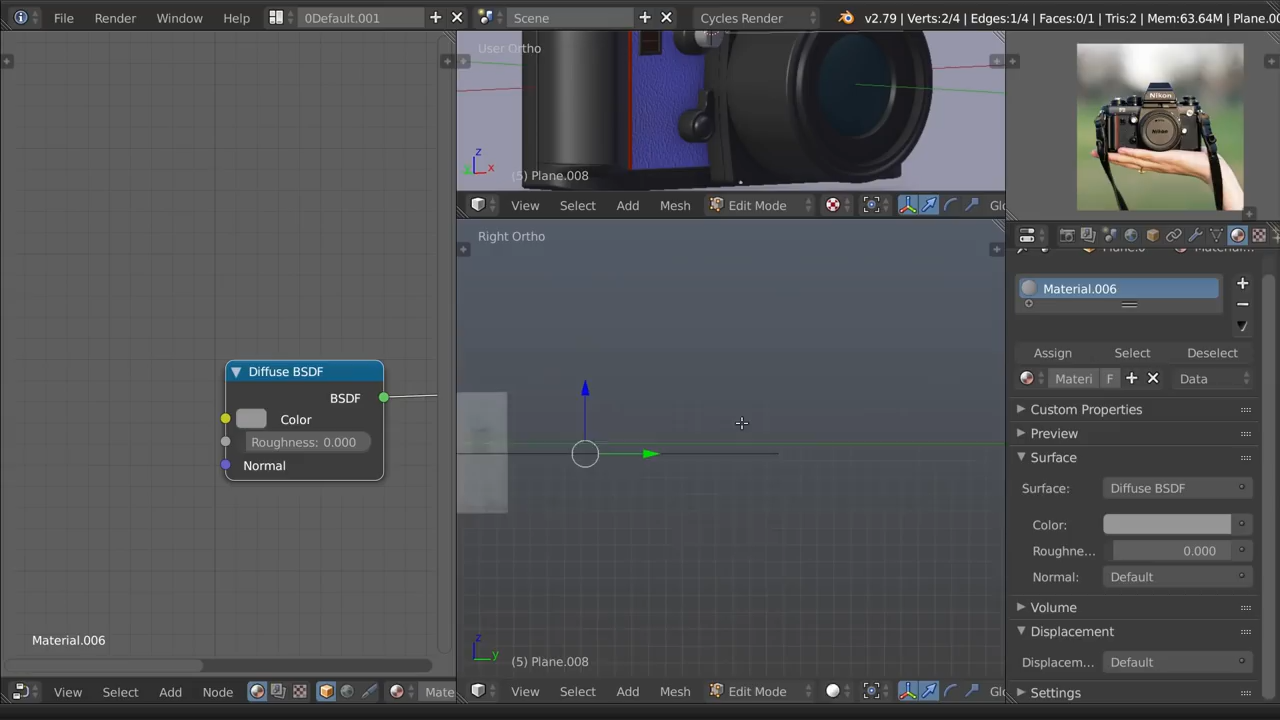 File Render Window Help 0Default.001 Scene Cycles Render v2.79 | Verts:2/4 | Edges:1/4 | Faces:0/1 | Tris:2 | Mem:63.64M | Plane.00
User Ortho
Nikon
Nikon
z
x
(5) Plane.008
View Select Add Mesh Edit Mode Glo
Right Ortho
Material.006
Assign Select Deselect
Materi F Data
Custom Properties
Preview
Surface
Surface: Diffuse BSDF
Color:
Roughne... 0.000
Normal: Default
Volume
Displacement
Displacem... Default
Settings
Diffuse BSDF
BSDF
Color
Roughness: 0.000
Normal
Material.006
z
y
(5) Plane.008
View Select Add Node Mate
View Select Add Mesh Edit Mode Glo